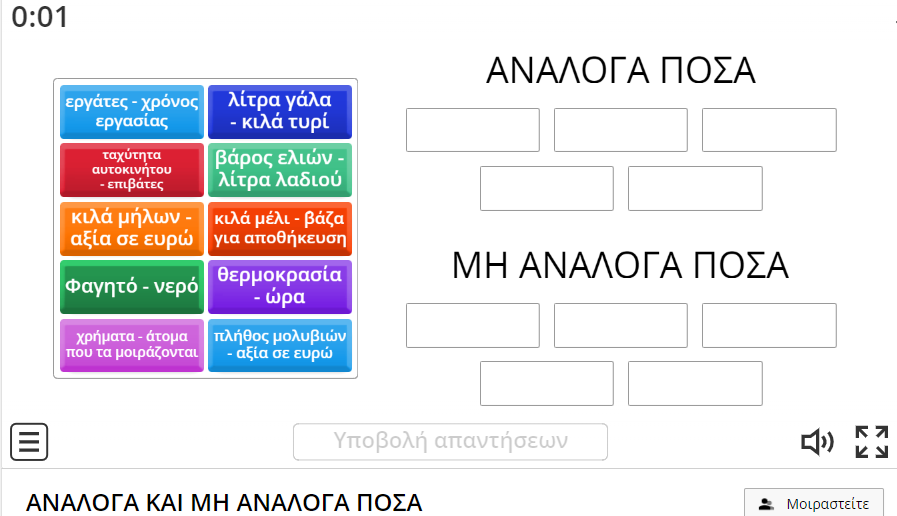 0:01
εργάτες - χρόνος
εργασίας
λίτρα γάλα
- κιλά τυρί
ταχύτητα
αυτοκινήτου
- επιβάτες
βάρος ελιών -
λίτρα λαδιού
κιλά μήλων -
αξία σε ευρώ
κιλά μέλι - βάζα
για αποθήκευση
Φαγητό - νερό
θερμοκρασία
- ώρα
χρήματα - άτομα
που τα μοιράζονται
πλήθος μολυβιών
- αξία σε ευρώ
ΑΝΑΛΟΓΑ ΠΟΣΑ
ΜΗ ΑΝΑΛΟΓΑ ΠΟΣΑ
Υποβολή απαντήσεων
ΑΝΑΛΟΓΑ ΚΑΙ ΜΗ ΑΝΑΛΟΓΑ ΠΟΣΑ
Μοιραστείτε